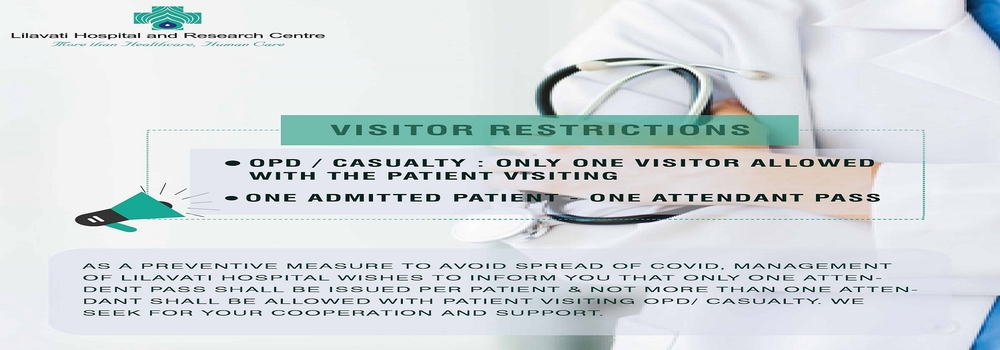 Lilavati Hospital and Research Centre
More than Healthcare, Human Care
VISITOR RESTRICTIONS
● OPD / CASUALTY : ONLY ONE VISITOR ALLOWED
WITH THE PATIENT VISITING
● ONE ADMITTED PATIENT - ONE ATTENDANT PASS
AS A PREVENTIVE MEASURE TO AVOID SPREAD OF COVID, MANAGEMENT
OF LILAVATI HOSPITAL WISHES TO INFORM YOU THAT ONLY ONE ATTEN-
DENT PASS SHALL BE ISSUED PER PATIENT & NOT MORE THAN ONE ATTEN-
DANT SHALL BE ALLOWED WITH PATIENT VISITING OPD/ CASUALTY. WE
SEEK FOR YOUR COOPERATION AND SUPPORT.